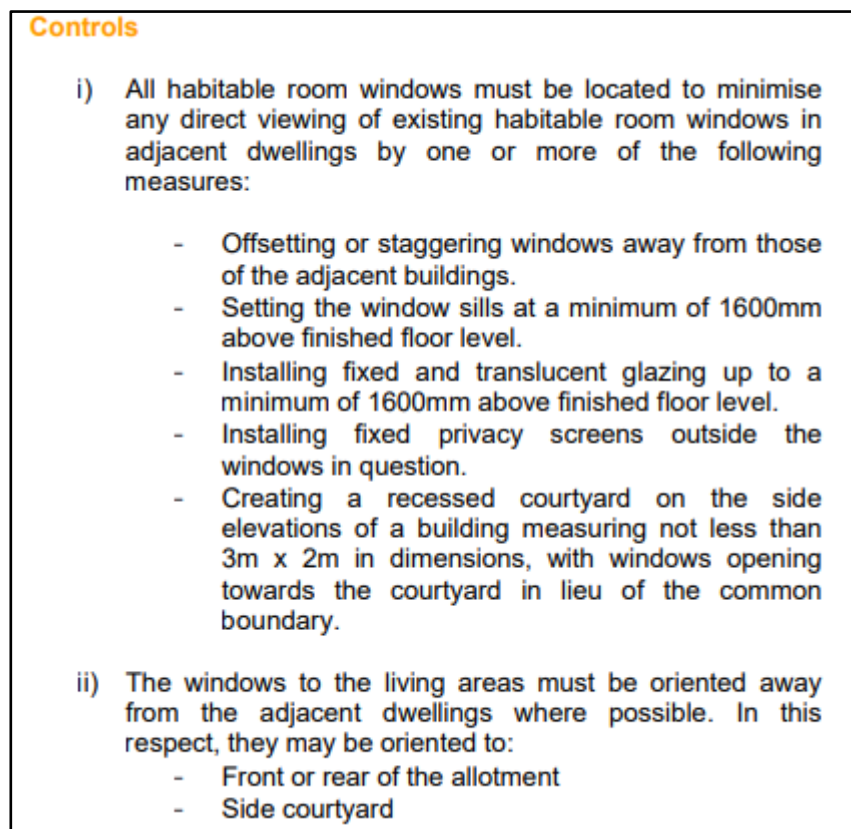 Controls
i) All habitable room windows must be located to minimise
any direct viewing of existing habitable room windows in
adjacent dwellings by one or more of the following
measures:
- Offsetting or staggering windows away from those
of the adjacent buildings.
- Setting the window sills at a minimum of 1600mm
above finished floor level.
- Installing fixed and translucent glazing up to a
minimum of 1600mm above finished floor level.
- Installing fixed privacy screens outside the
windows in question.
- Creating a recessed courtyard on the side
elevations of a building measuring not less than
3m x 2m in dimensions, with windows opening
towards the courtyard in lieu of the common
boundary.
ii) The windows to the living areas must be oriented away
from the adjacent dwellings where possible. In this
respect, they may be oriented to:
- Front or rear of the allotment
- Side courtyard